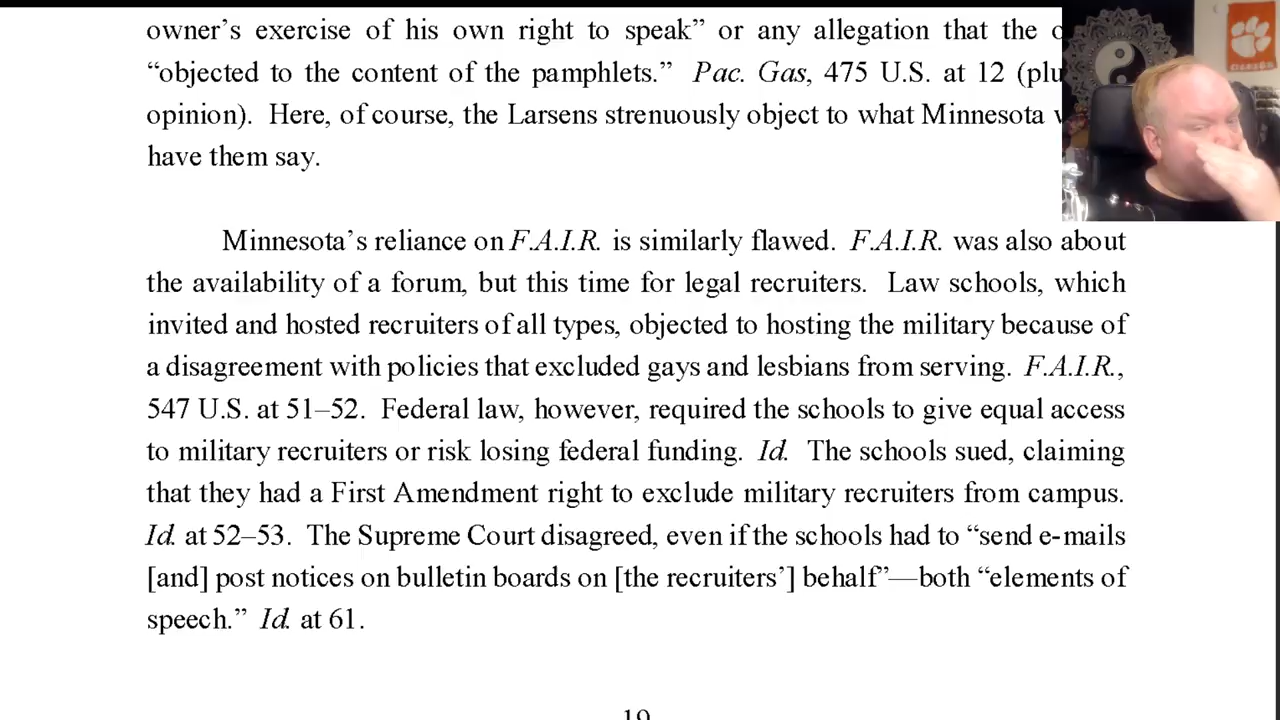 owner’s exercise of his own right to speak” or any allegation that the
“objected to the content of the pamphlets.” Pac. Gas, 475 U.S. at 12
opinion). Here, of course, the Larsens strenuously object to what Minnesota
have them say.
Minnesota’s reliance on F.A.I.R. is similarly flawed. F.A.I.R. was also about
the availability of a forum, but this time for legal recruiters. Law schools, which
invited and hosted recruiters of all types, objected to hosting the military because of
a disagreement with policies that excluded gays and lesbians from serving. F.A.I.R.,
547 U.S. at 51–52. Federal law, however, required the schools to give equal access
to military recruiters or risk losing federal funding. Id. The schools sued, claiming
that they had a First Amendment right to exclude military recruiters from campus.
Id. at 52–53. The Supreme Court disagreed, even if the schools had to “send e-mails
[and] post notices on bulletin boards on [the recruiters’] behalf”—both “elements of
speech.” Id. at 61.
19